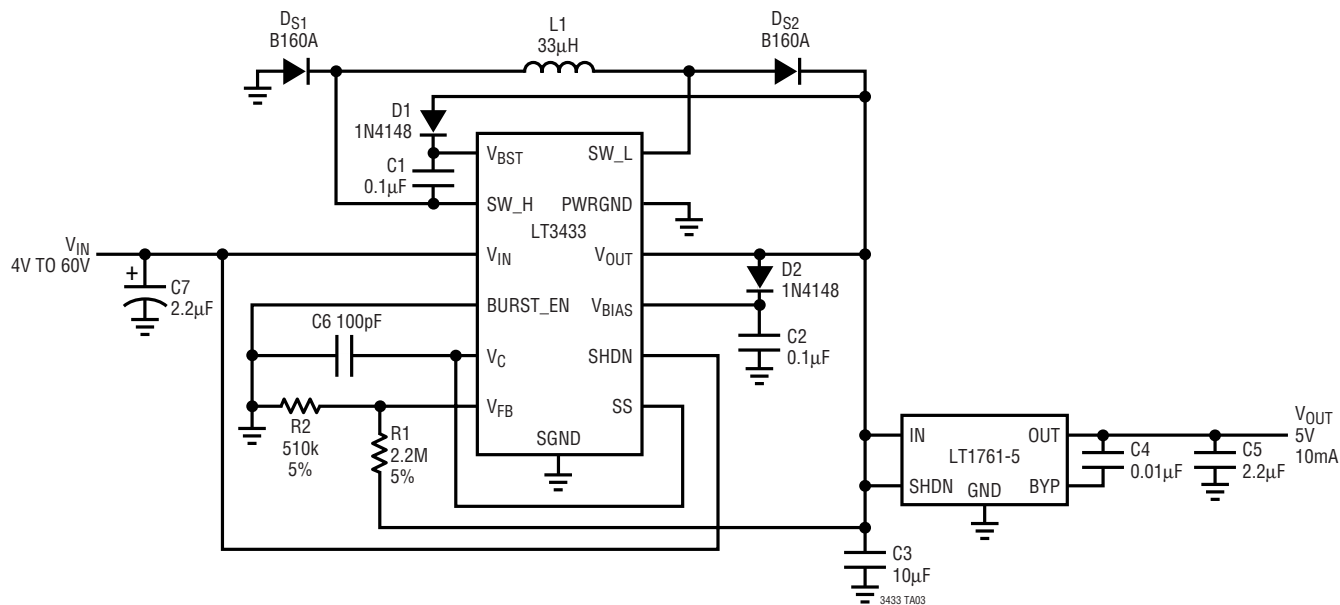 DS1
B160A
L1
33µH
DS2
B160A
D1
1N4148
C1
0.1µF
VBST
SW_H
VIN
BURST_EN
VC
VFB
SGND
LT3433
SW_L
PWRGND
VOUT
VBIAS
SHDN
SS
VIN
4V TO 60V
+
C7
2.2µF
C6 100pF
R2
510k
5%
R1
2.2M
5%
D2
1N4148
C2
0.1µF
IN
OUT
LT1761-5
SHDN
GND
BYP
C4
0.01µF
C5
2.2µF
VOUT
5V
10mA
C3
10µF
3433 TA03